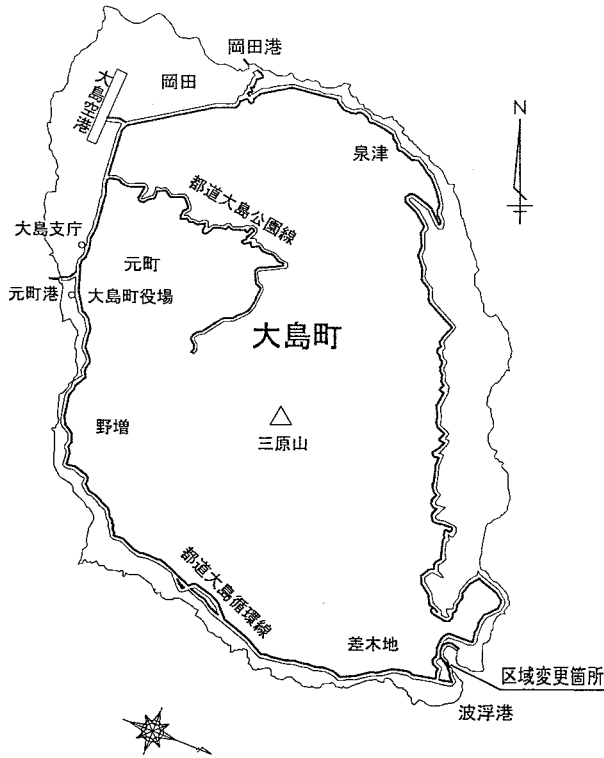 岡田港
岡田
大島空港
N
泉津
都道大島公園線
大島支庁
元町
元町港
大島町役場
大島町
野増
三原山
都道大島循環線
差木地
区域変更箇所
波浮港